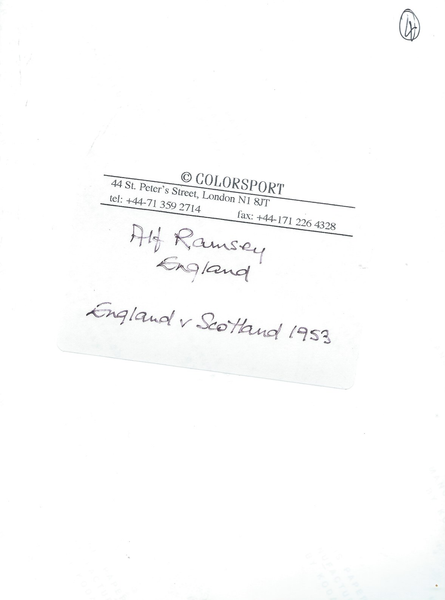 © COLORSPORT
44 St. Peter's Street, London N1 8JT
tel: +44-71 359 2714 fax: +44-171 226 4328
Alf Ramsey
England
England v Scotland 1953